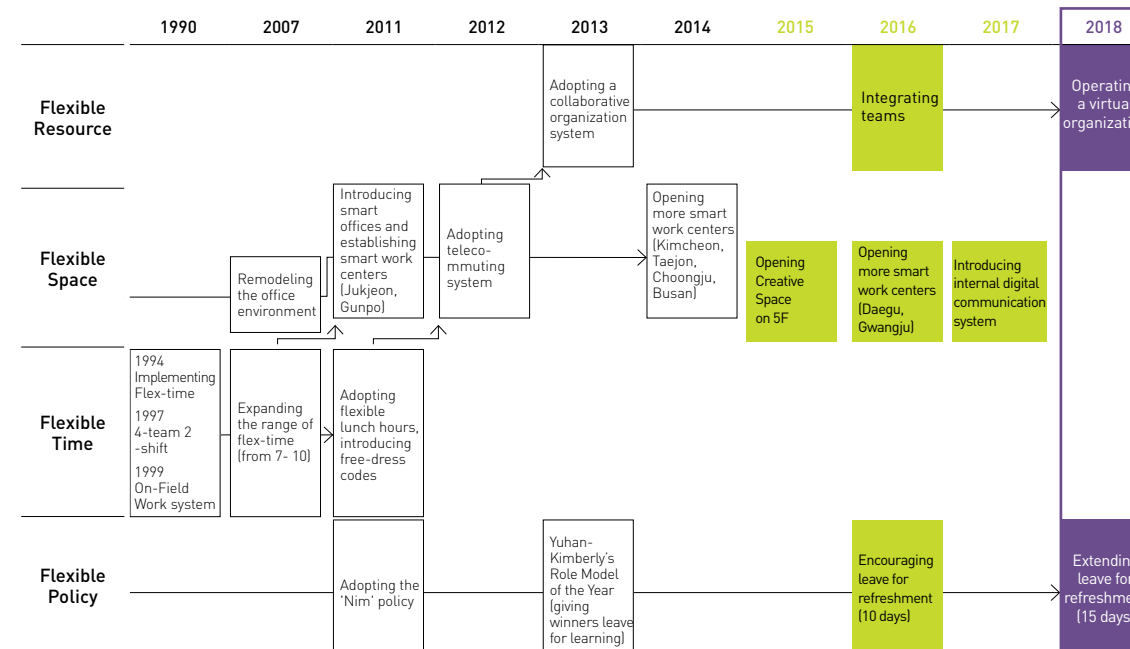 1990
2007
2011
2012
2013
2014
2015
2016
2017
2018
Flexible
Resource
Adopting a
collaborative
organization
system
Integrating
teams
Operatin
a virtua
organizati
Flexible
Space
Remodeling
the office
environment
Introducing
smart
offices and
establishing
smart work
centers
(Jukjeon,
Gunpo)
Adopting
teleco-
mmuting
system
Opening
more smart
work centers
(Kimcheon,
Taejon,
Choongju,
Busan)
Opening
Creative
Space
on 5F
Opening
more smart
work centers
(Daegu,
Gwangju)
Introducing
internal digital
communication
system
Flexible
Time
1994
Implementing
Flex-time
1997
4-team 2
-shift
1999
On-Field
Work system
Expanding
the range of
flex-time
(from 7- 10)
Adopting
flexible
lunch hours,
introducing
free-dress
codes
Flexible
Policy
Adopting the
'Nim' policy
Yuhan-
Kimberly's
Role Model
of the Year
(giving
winners leave
for learning)
Encouraging
leave for
refreshment
(10 days)
Extendin
leave for
refreshme
(15 days